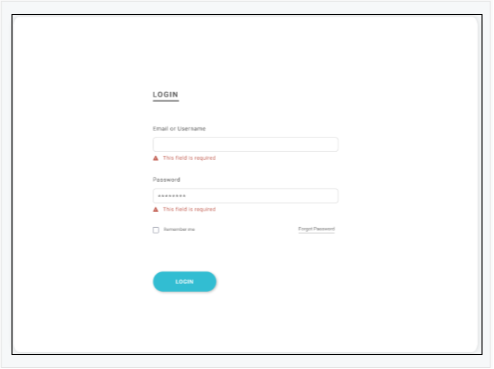 LOGIN
Email or Username
This field is required
Password
********
This field is required
Remember me
Forgot Password
LOGIN